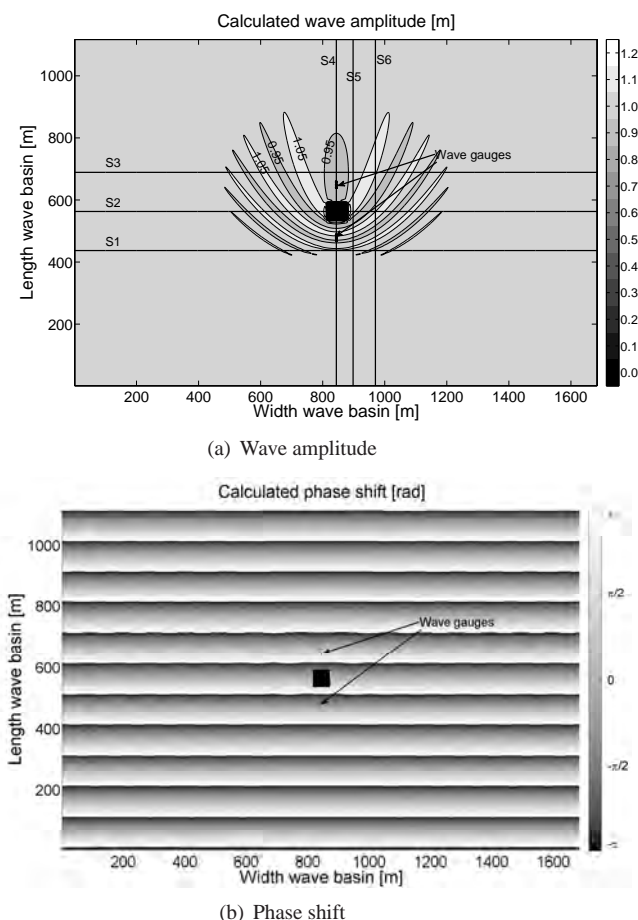 Calculated wave amplitude [m]
S4
S5
S6
S3
S2
S1
1.05
0.95
1.05
0.95
Wave gauges
1000
800
600
400
200
Length wave basin [m]
200 400 600 800 1000 1200 1400 1600
Width wave basin [m]
1.2
1.1
1.0
0.9
0.8
0.7
0.6
0.5
0.4
0.3
0.2
0.1
0.0
(a) Wave amplitude
Calculated phase shift [rad]
Wave gauges
1000
800
600
400
200
Length wave basin [m]
200 400 600 800 1000 1200 1400 1600
Width wave basin [m]
π/2
0
-π/2
-π
(b) Phase shift